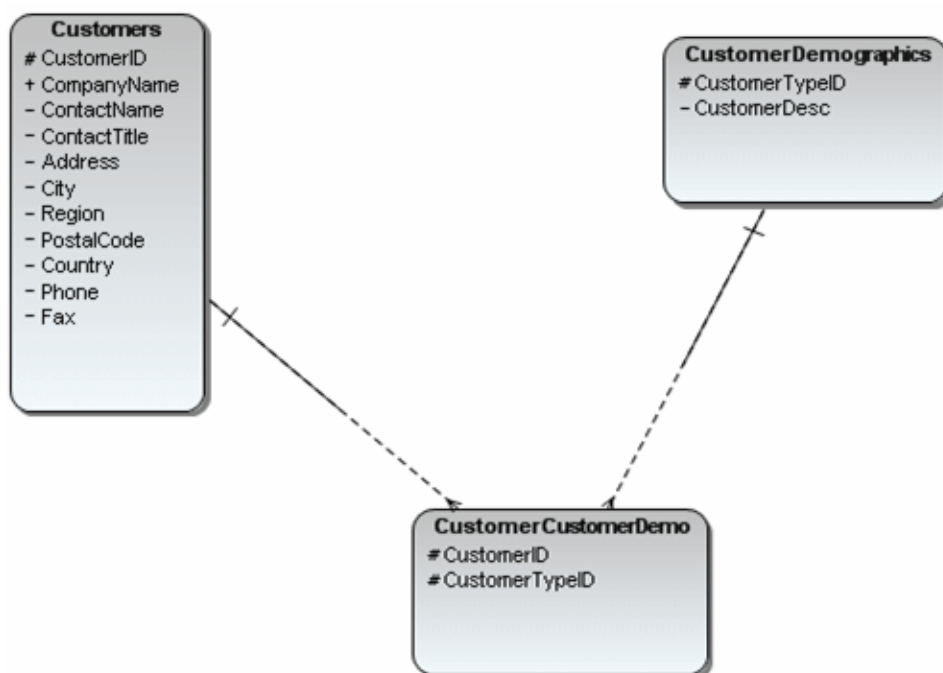 Customers
# CustomerID
+ CompanyName
- ContactName
- ContactTitle
- Address
- City
- Region
- PostalCode
- Country
- Phone
- Fax
CustomerDemographics
# CustomerTypeID
- CustomerDesc
CustomerCustomerDemo
# CustomerID
# CustomerTypeID